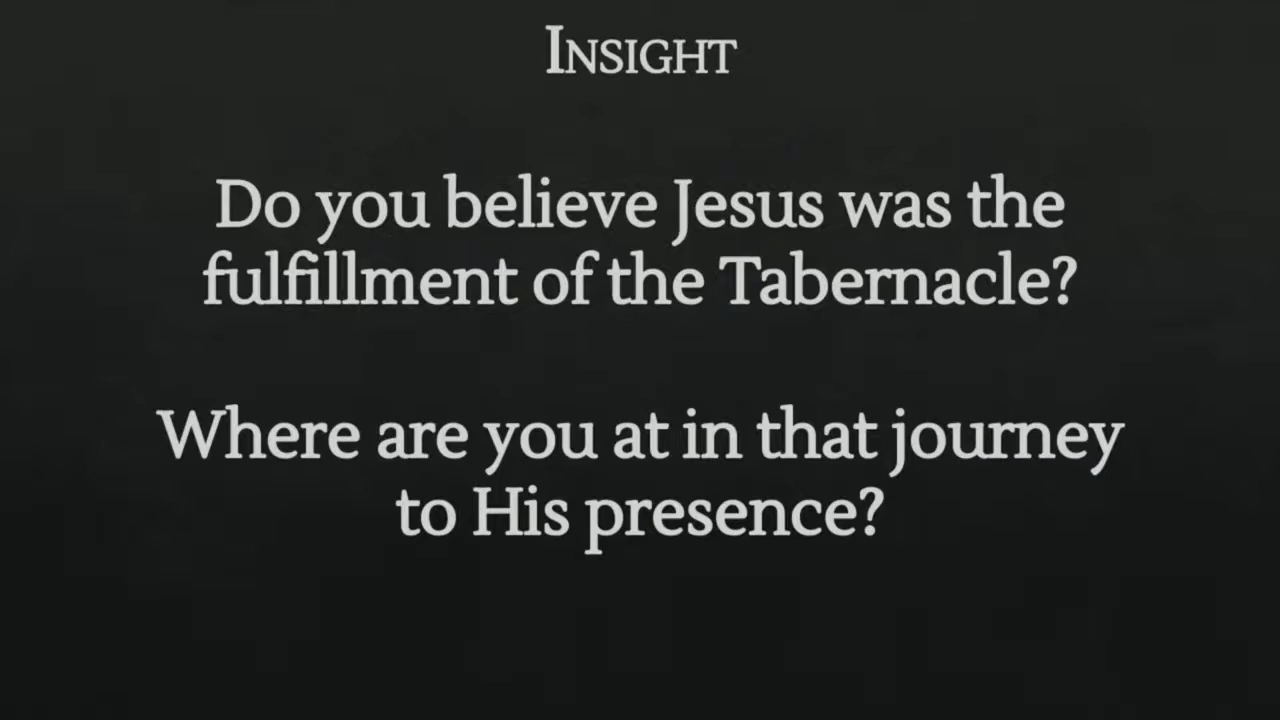 Insight
Do you believe Jesus was the
fulfillment of the Tabernacle?
Where are you at in that journey
to His presence?